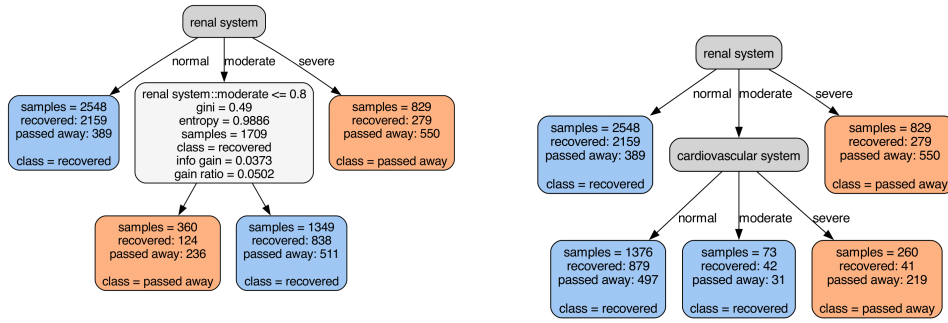 renal system
normal
moderate
severe
samples = 2548
recovered: 2159
passed away: 389
class = recovered
renal system::moderate <= 0.8
gini = 0.49
entropy = 0.9886
samples = 1709
class = recovered
info gain = 0.0373
gain ratio = 0.0502
samples = 829
recovered: 279
passed away: 550
class = passed away
samples = 360
recovered: 124
passed away: 236
class = passed away
samples = 1349
recovered: 838
passed away: 511
class = recovered
renal system
normal
moderate
severe
samples = 2548
recovered: 2159
passed away: 389
class = recovered
cardiovascular system
samples = 829
recovered: 279
passed away: 550
class = passed away
normal
moderate
severe
samples = 1376
recovered: 879
passed away: 497
class = recovered
samples = 73
recovered: 42
passed away: 31
class = recovered
samples = 260
recovered: 41
passed away: 219
class = passed away